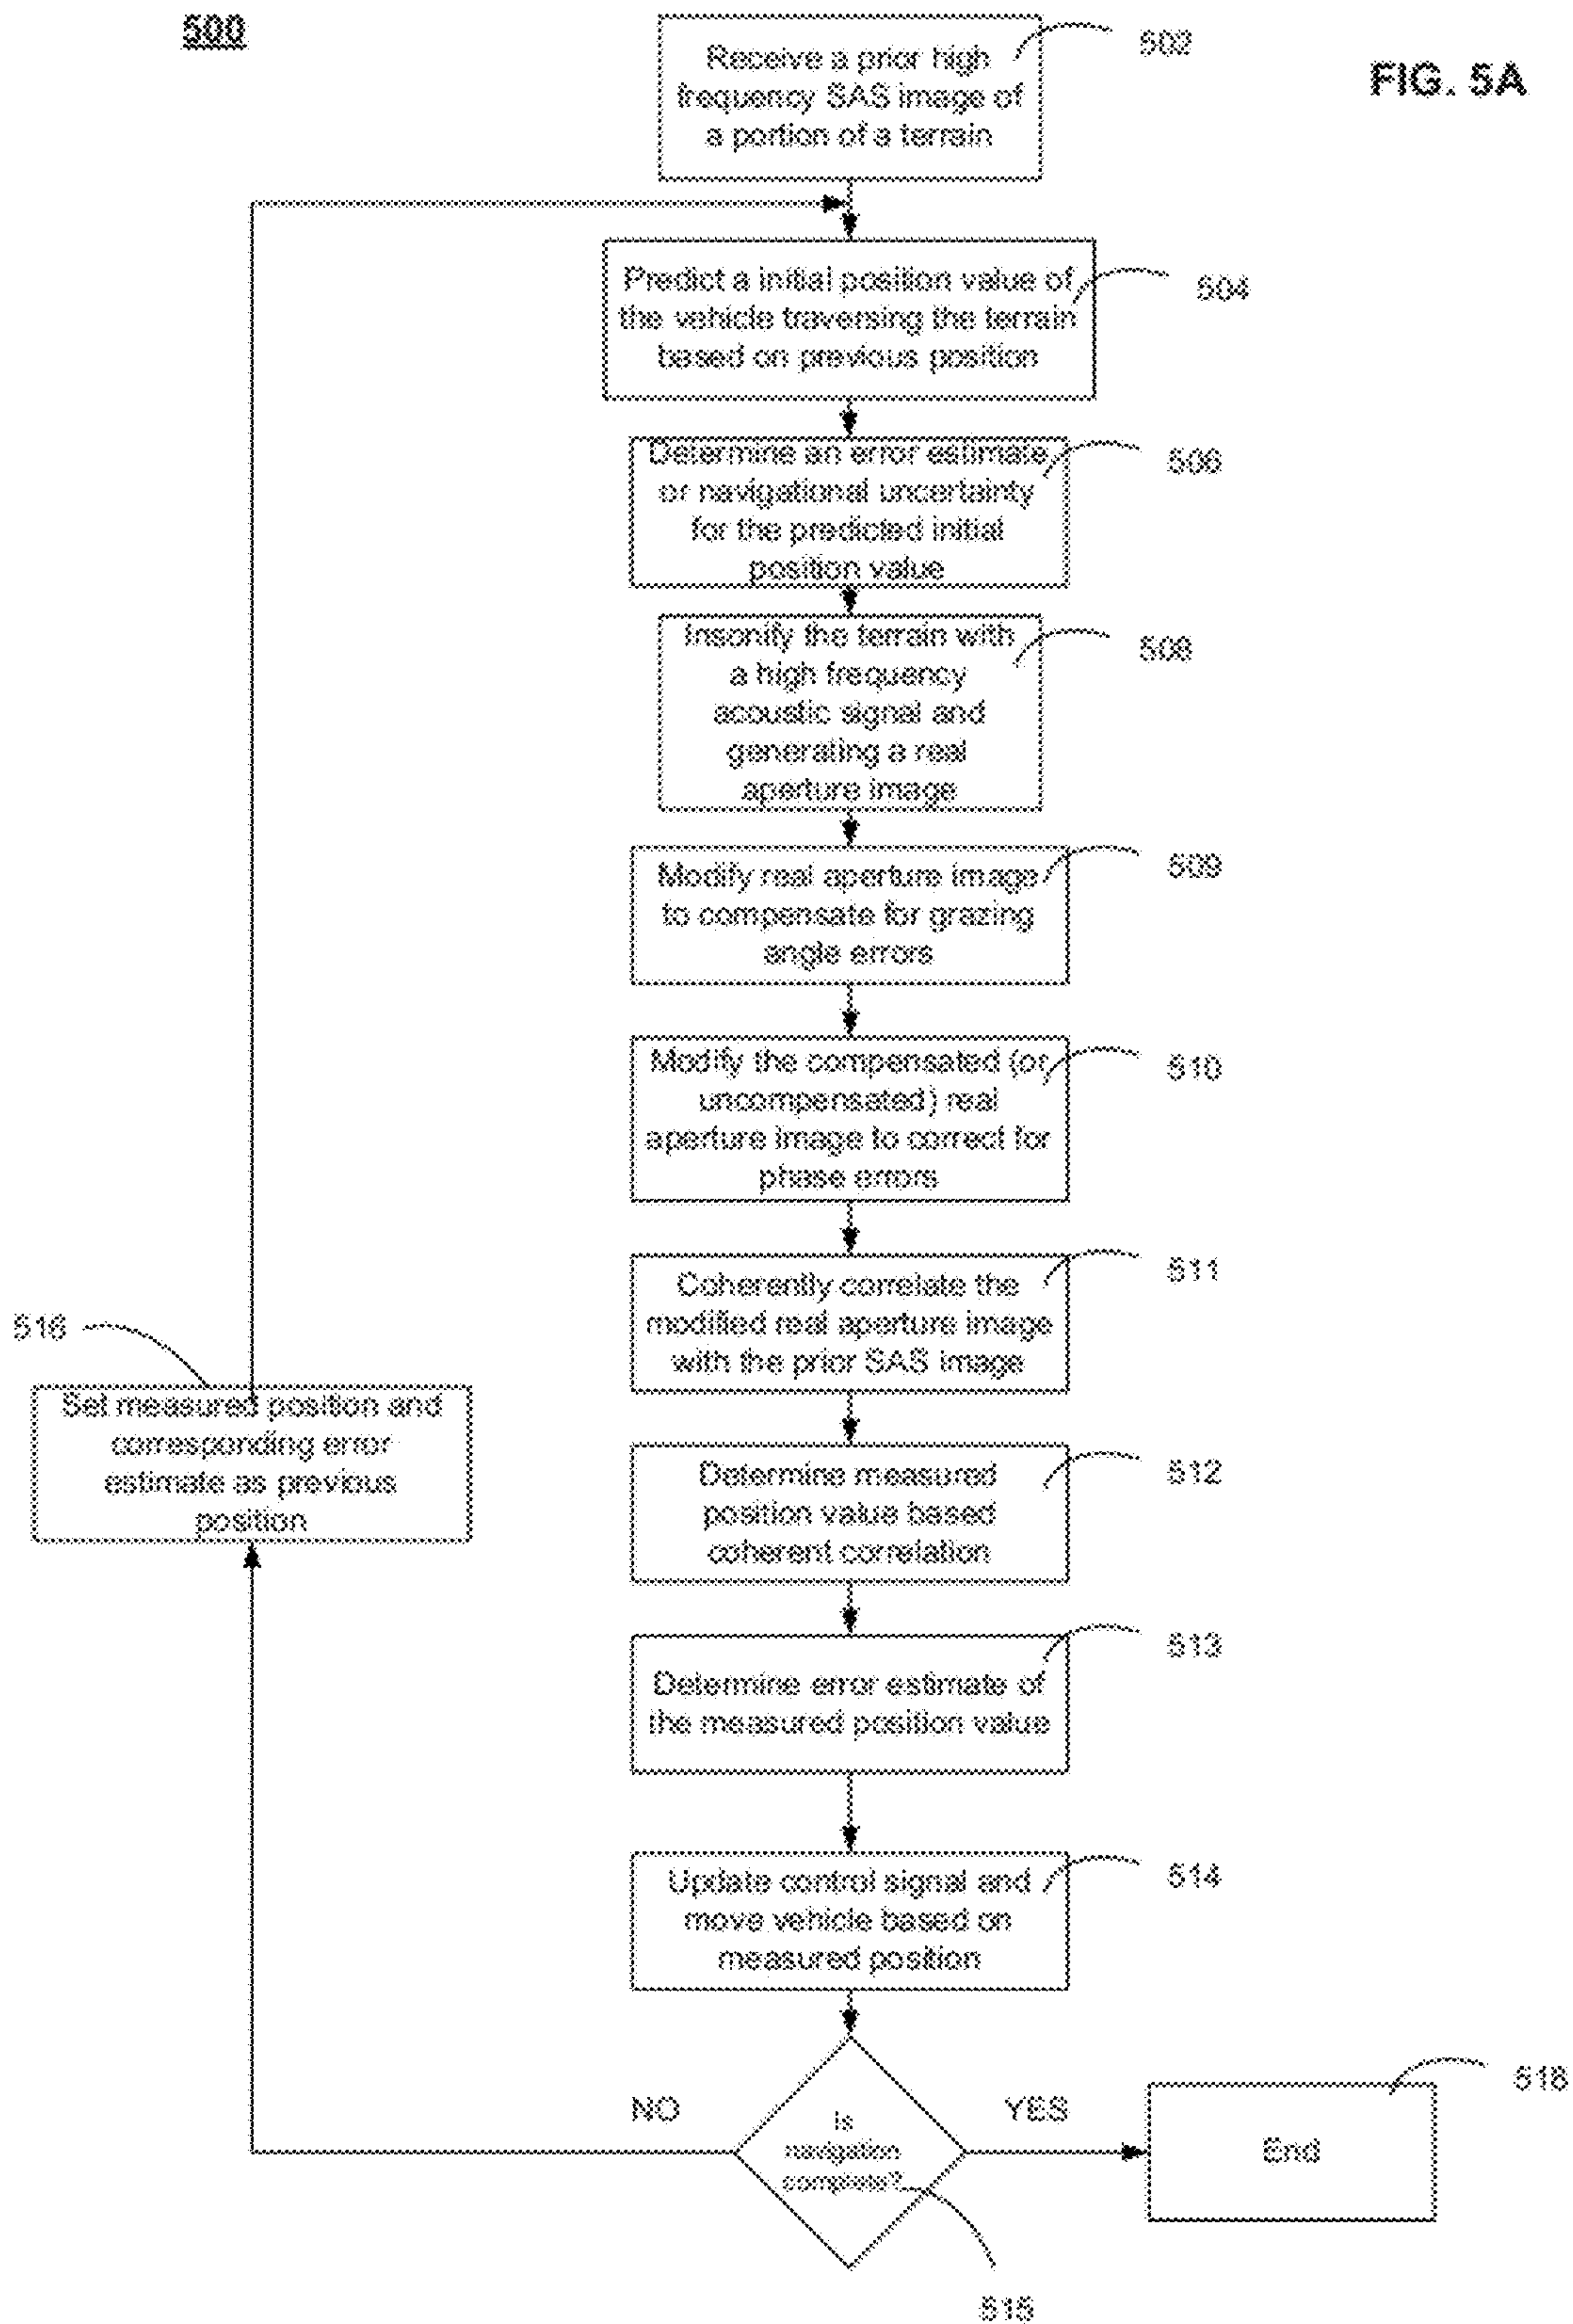 500
FIG. 5A
Receive a prior high
frequency SAS image of
a portion of a terrain
502
Predict a initial position value of
the vehicle traversing the terrain
based on previous position
504
Determine an error estimate
or navigational uncertainty
for the predicted initial
position value
506
Insonify the terrain with
a high frequency
acoustic signal and
generating a real
aperture image
508
Modify real aperture image
to compensate for grazing
angle errors
509
Modify the compensated (or
uncompensated) real
aperture image to correct for
phase errors
510
Coherently correlate the
modified real aperture image
with the prior SAS image
511
Determine measured
position value based
coherent correlation
512
Determine error estimate of
the measured position value
513
Update control signal and
move vehicle based on
measured position
514
Is
navigation
complete?
515
NO
YES
516
Set measured position and
corresponding error
estimate as previous
position
End
518